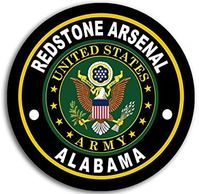 REDSTONE ARSENAL
UNITED STATES
ARMY
ALABAMA